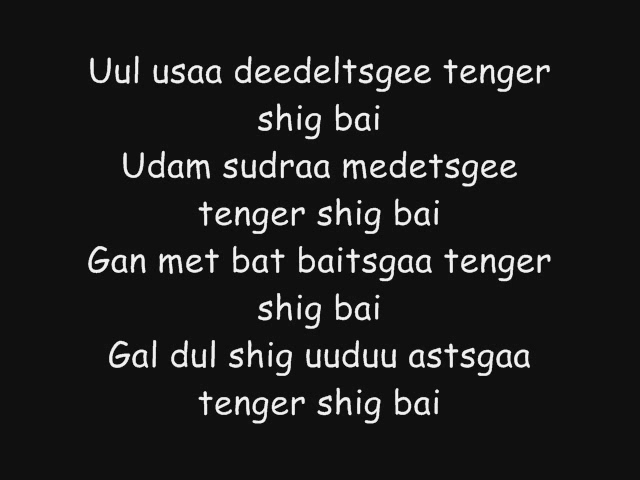 Uul usaa deedeltsgee tenger
shig bai
Udam sudraa medetsgee
tenger shig bai
Gan met bat baitsgaa tenger
shig bai
Gal dul shig uuduu astsgaa
tenger shig bai